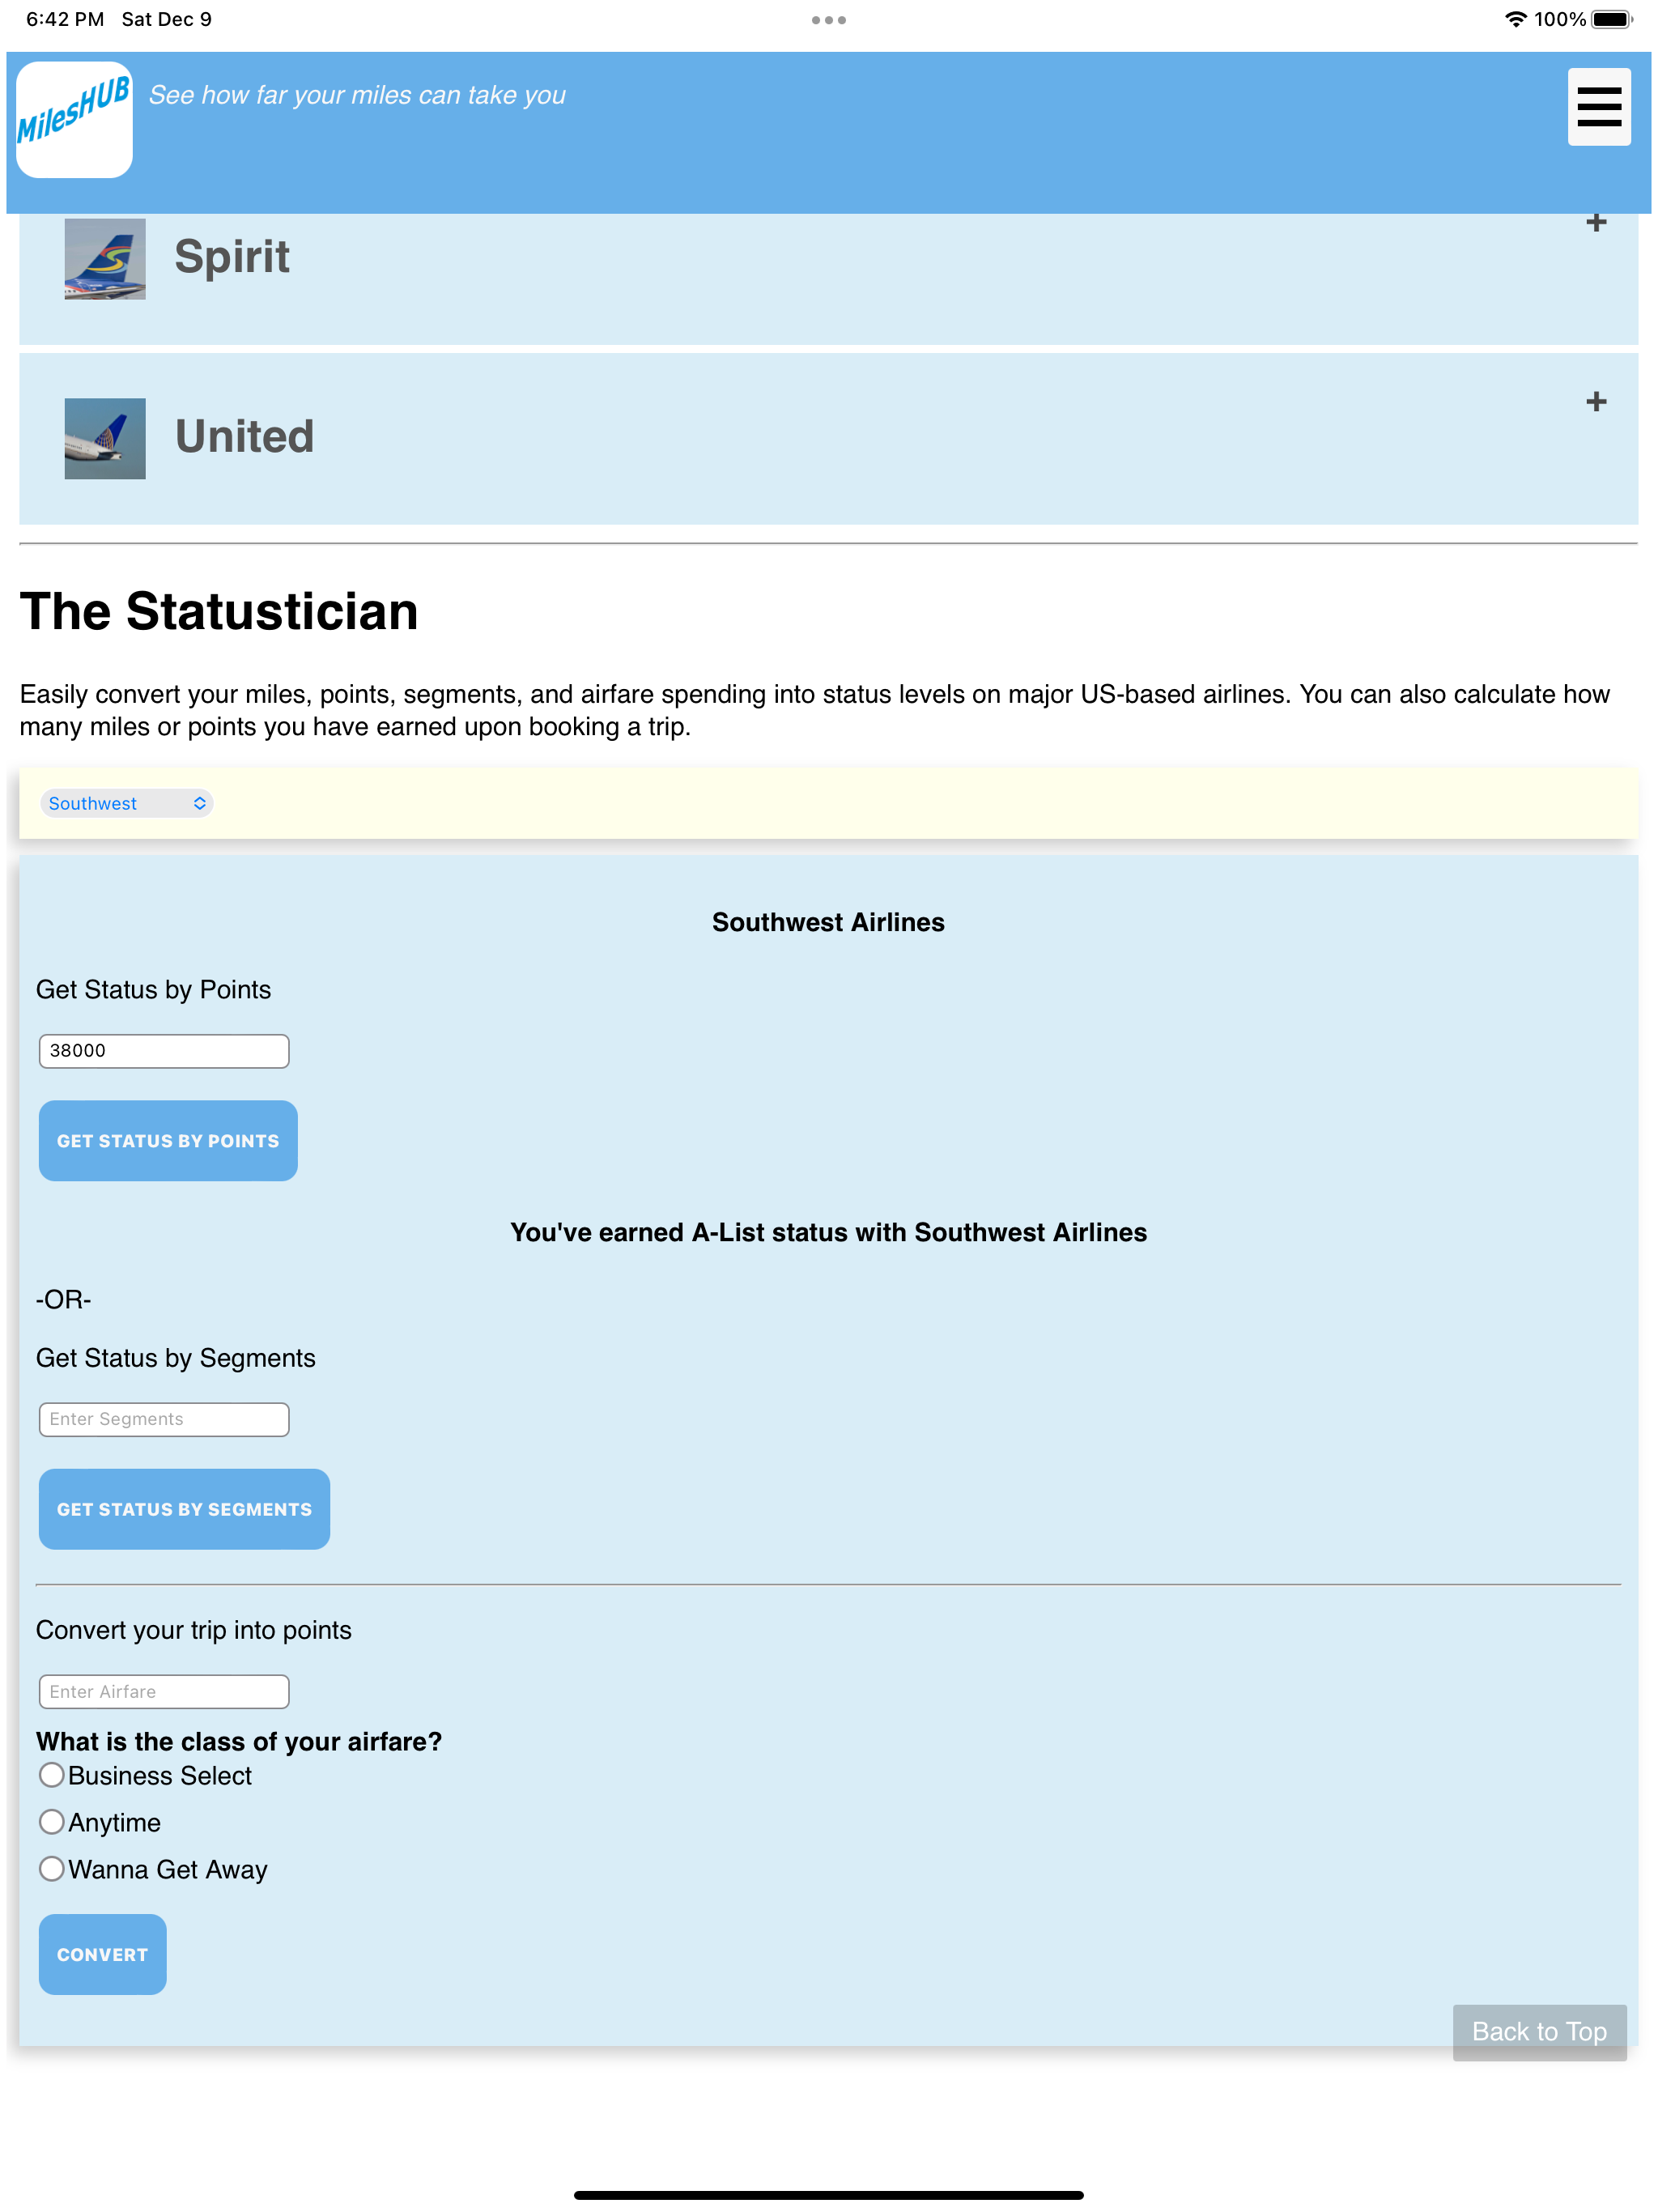 6:42 PM Sat Dec 9
100%
MilesHUB
See how far your miles can take you
Spirit
+
United
+
The Statustician
Easily convert your miles, points, segments, and airfare spending into status levels on major US-based airlines. You can also calculate how
many miles or points you have earned upon booking a trip.
Southwest
Southwest Airlines
Get Status by Points
38000
GET STATUS BY POINTS
You've earned A-List status with Southwest Airlines
-OR-
Get Status by Segments
Enter Segments
GET STATUS BY SEGMENTS
Convert your trip into points
Enter Airfare
What is the class of your airfare?
Business Select
Anytime
Wanna Get Away
CONVERT
Back to Top